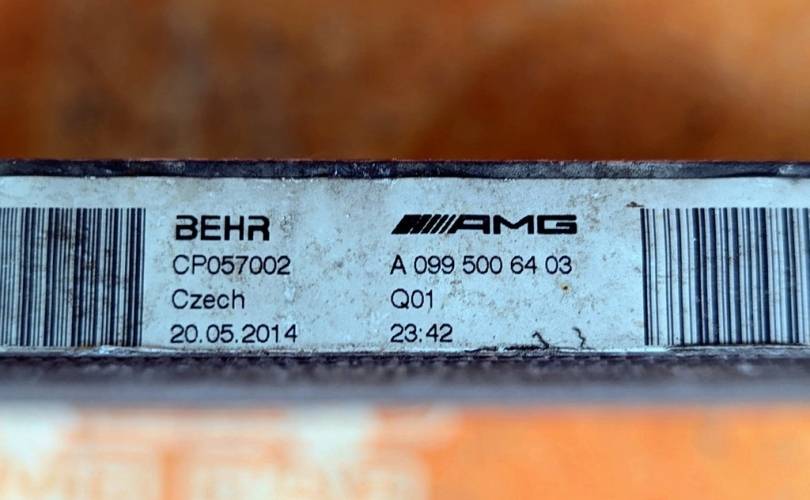 BEHR AMG
CP057002 A 099 500 64 03
Czech Q01
20.05.2014 23:42